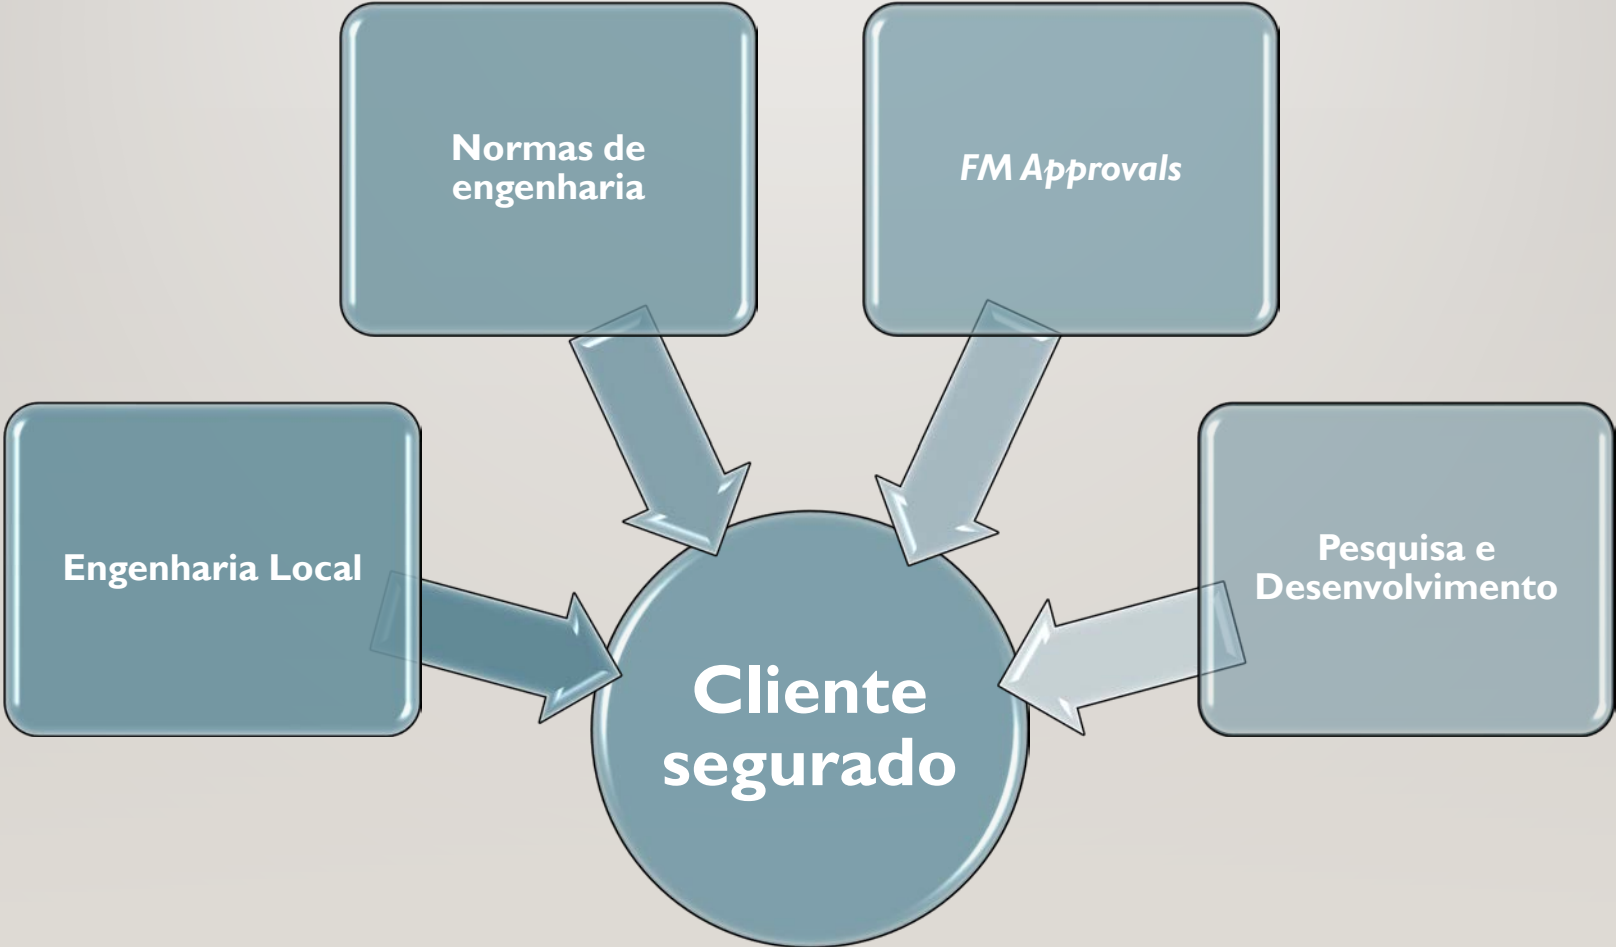 Normas de
engenharia
FM Approvals
Engenharia Local
Pesquisa e
Desenvolvimento
Cliente
segurado